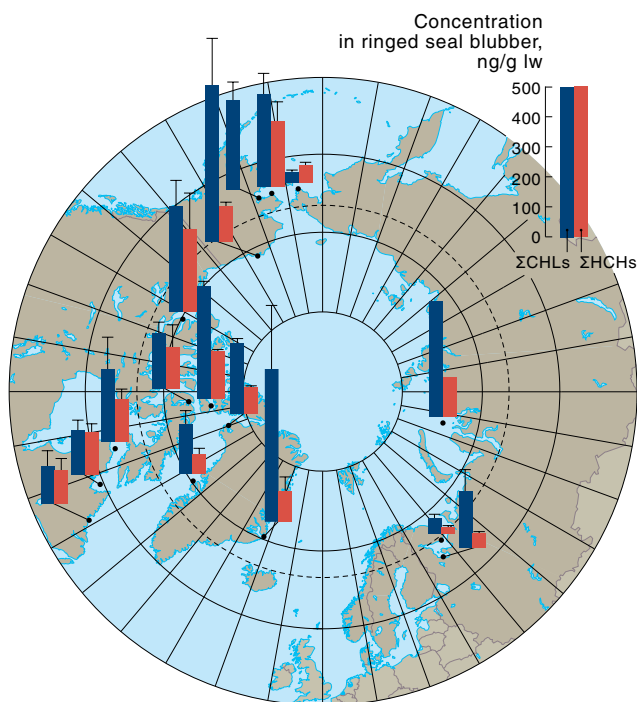 Concentration
in ringed seal blubber,
ng/g lw
500
400
300
200
100
0
ΣCHLs ΣHCHs